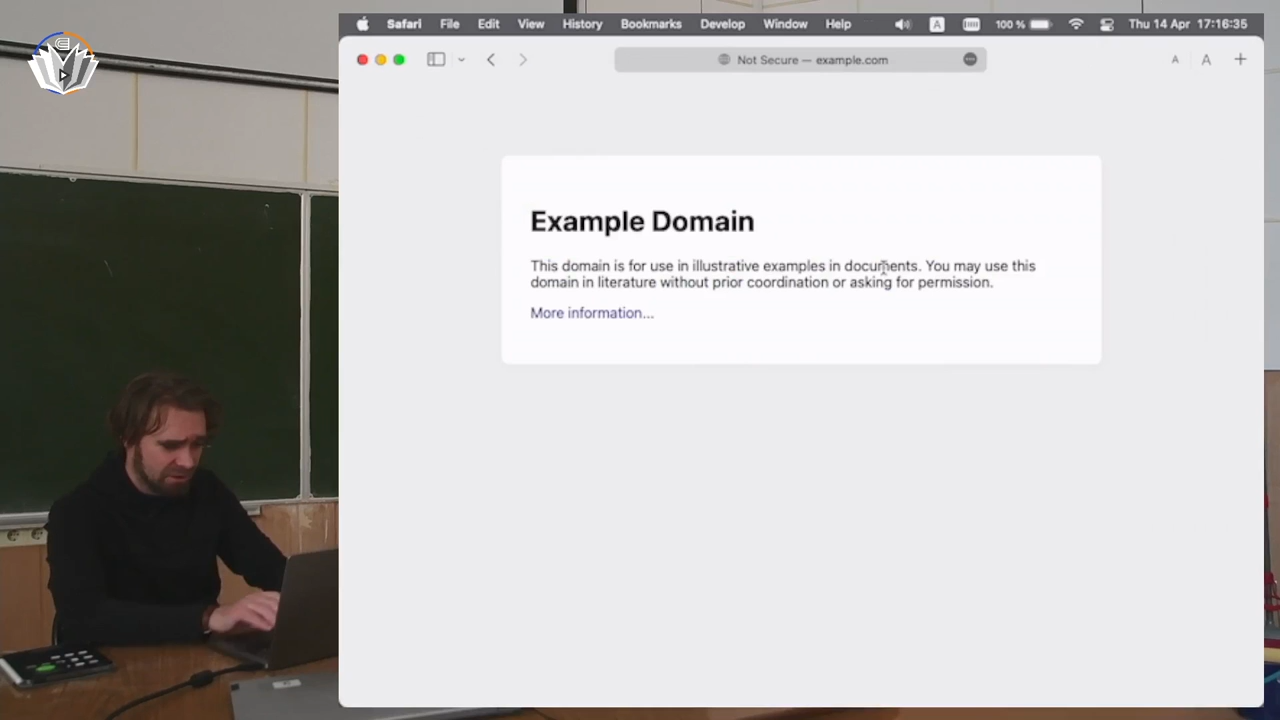 Safari File Edit View History Bookmarks Develop Window Help A 100 % Thu 14 Apr 17:16:35
Not Secure — example.com A A
Example Domain
This domain is for use in illustrative examples in documents. You may use this
domain in literature without prior coordination or asking for permission.
More information...